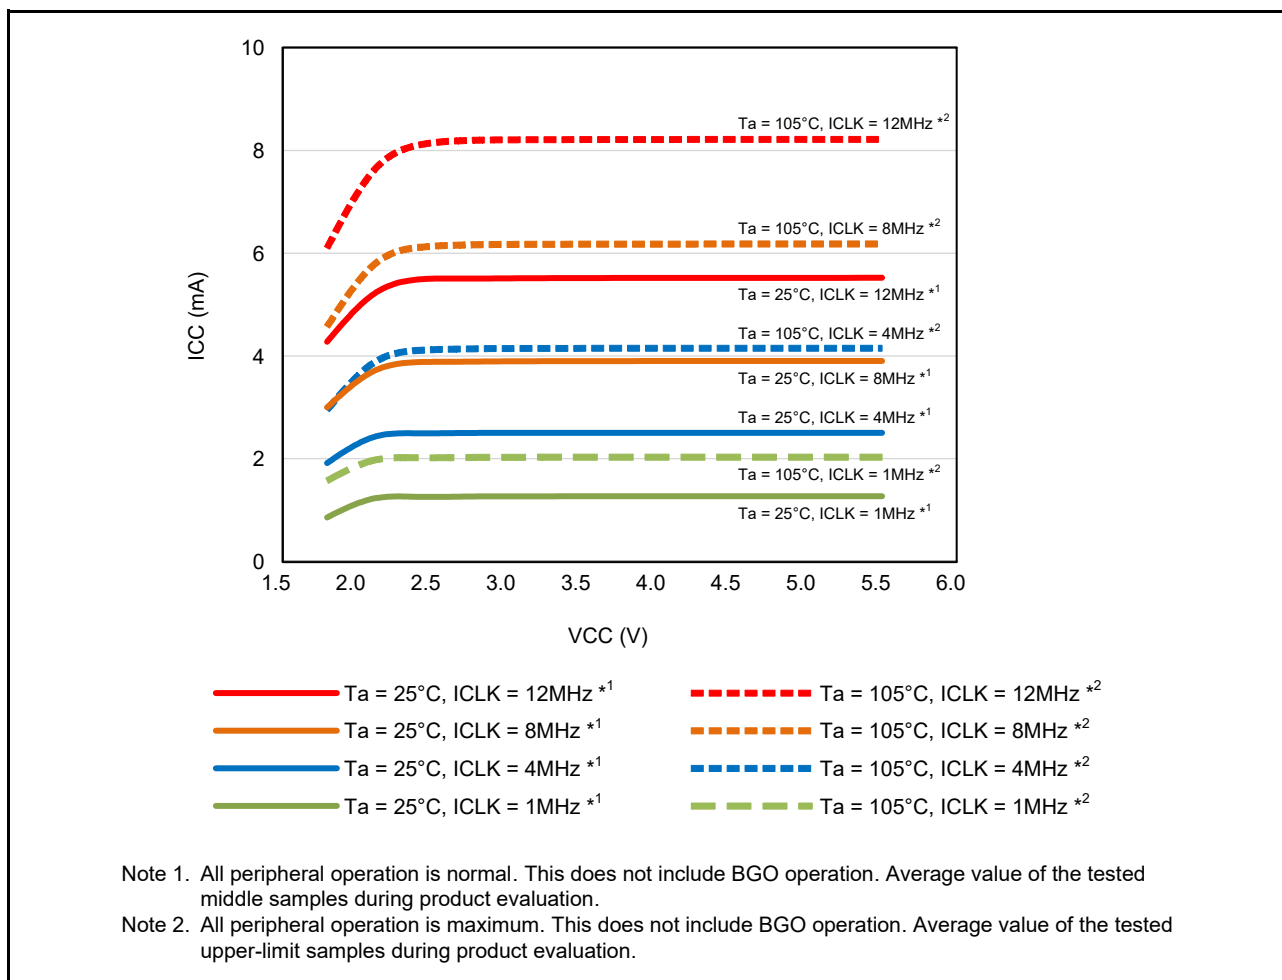 10
8
6
4
2
0
ICC (mA)
Ta = 105°C, ICLK = 12MHz *2
Ta = 105°C, ICLK = 8MHz *2
Ta = 25°C, ICLK = 12MHz *1
Ta = 105°C, ICLK = 4MHz *2
Ta = 25°C, ICLK = 8MHz *1
Ta = 25°C, ICLK = 4MHz *1
Ta = 105°C, ICLK = 1MHz *2
Ta = 25°C, ICLK = 1MHz *1
1.5 2.0 2.5 3.0 3.5 4.0 4.5 5.0 5.5 6.0
VCC (V)
Ta = 25°C, ICLK = 12MHz *1
Ta = 105°C, ICLK = 12MHz *2
Ta = 25°C, ICLK = 8MHz *1
Ta = 105°C, ICLK = 8MHz *2
Ta = 25°C, ICLK = 4MHz *1
Ta = 105°C, ICLK = 4MHz *2
Ta = 25°C, ICLK = 1MHz *1
Ta = 105°C, ICLK = 1MHz *2
Note 1. All peripheral operation is normal. This does not include BGO operation. Average value of the tested
middle samples during product evaluation.
Note 2. All peripheral operation is maximum. This does not include BGO operation. Average value of the tested
upper-limit samples during product evaluation.